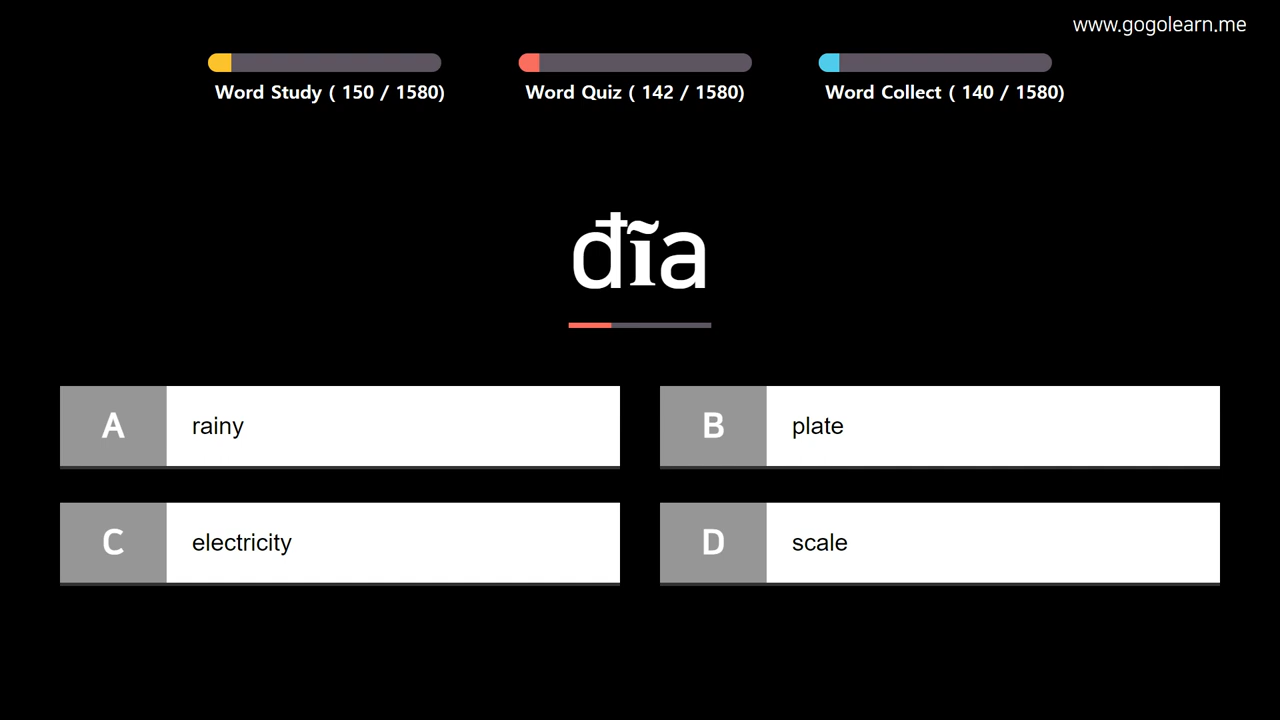 www.gogolearn.me
Word Study ( 150 / 1580)
Word Quiz ( 142 / 1580)
Word Collect ( 140 / 1580)
đĩa
A rainy
B plate
C electricity
D scale